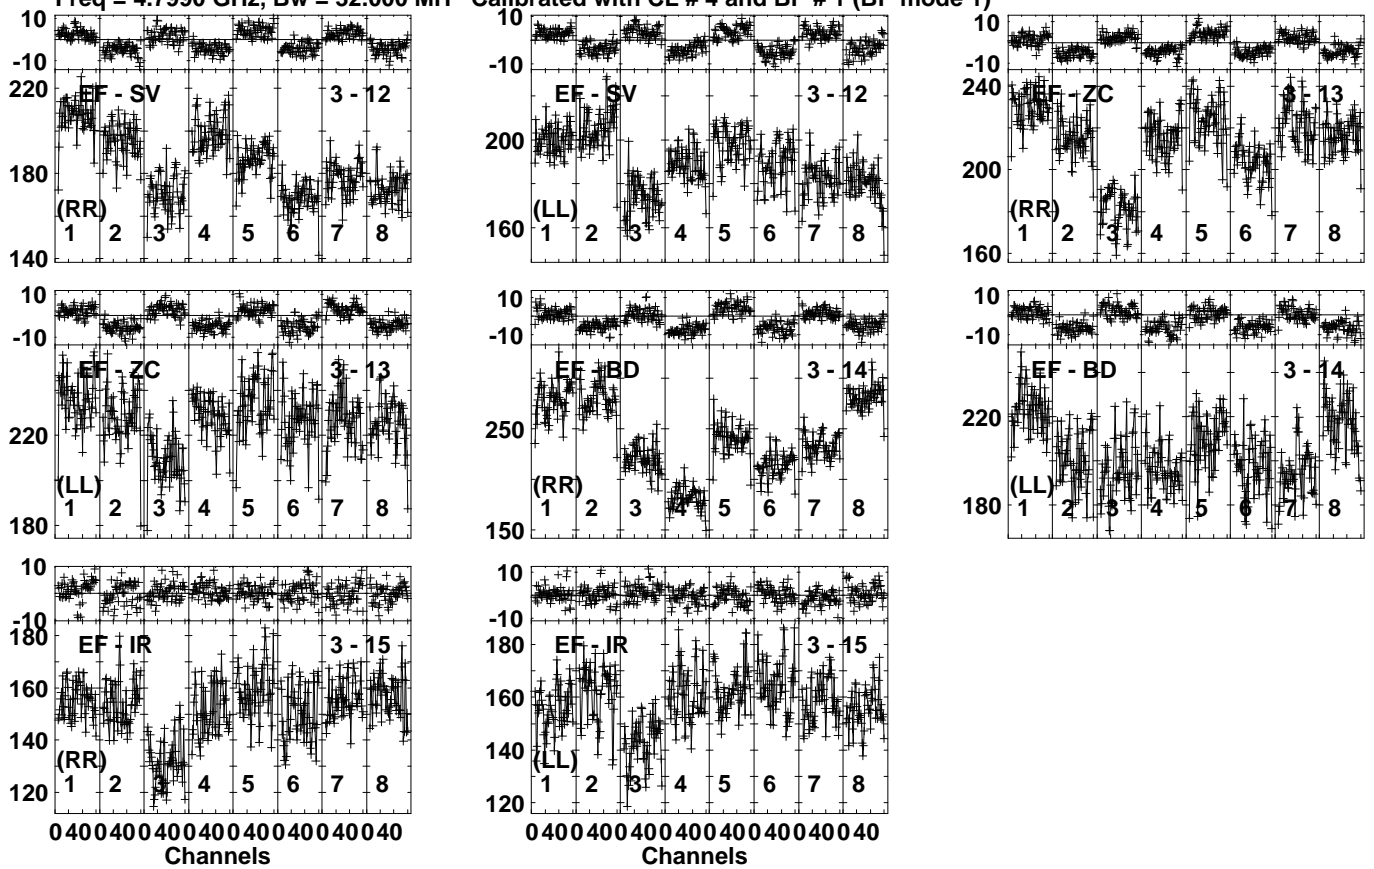 Freq = 4.7990 GHz, Bw = 32.000 MH Calibrated with CL # 4 and BP # 1 (BP mode 1)
10
-10
220
180
140
EF - SV
3 - 12
(RR)
1 2 3 4 5 6 7 8
10
-10
200
160
EF - SV
3 - 12
(LL)
1 2 3 4 5 6 7 8
10
-10
240
200
160
EF - ZC
3 - 13
(RR)
1 2 3 4 5 6 7 8
10
-10
220
180
EF - ZC
3 - 13
(LL)
1 2 3 4 5 6 7 8
10
-10
250
150
EF - BD
3 - 14
(RR)
1 2 3 4 5 6 7 8
10
-10
220
180
EF - BD
3 - 14
(LL)
1 2 3 4 5 6 7 8
10
-10
180
160
140
120
EF - IR
3 - 15
(RR)
1 2 3 4 5 6 7 8
0 40 0 40 0 40 0 40 0 40 0 40 0 40 0 40
Channels
10
-10
180
160
140
120
EF - IR
3 - 15
(LL)
1 2 3 4 5 6 7 8
0 40 0 40 0 40 0 40 0 40 0 40 0 40 0 40
Channels